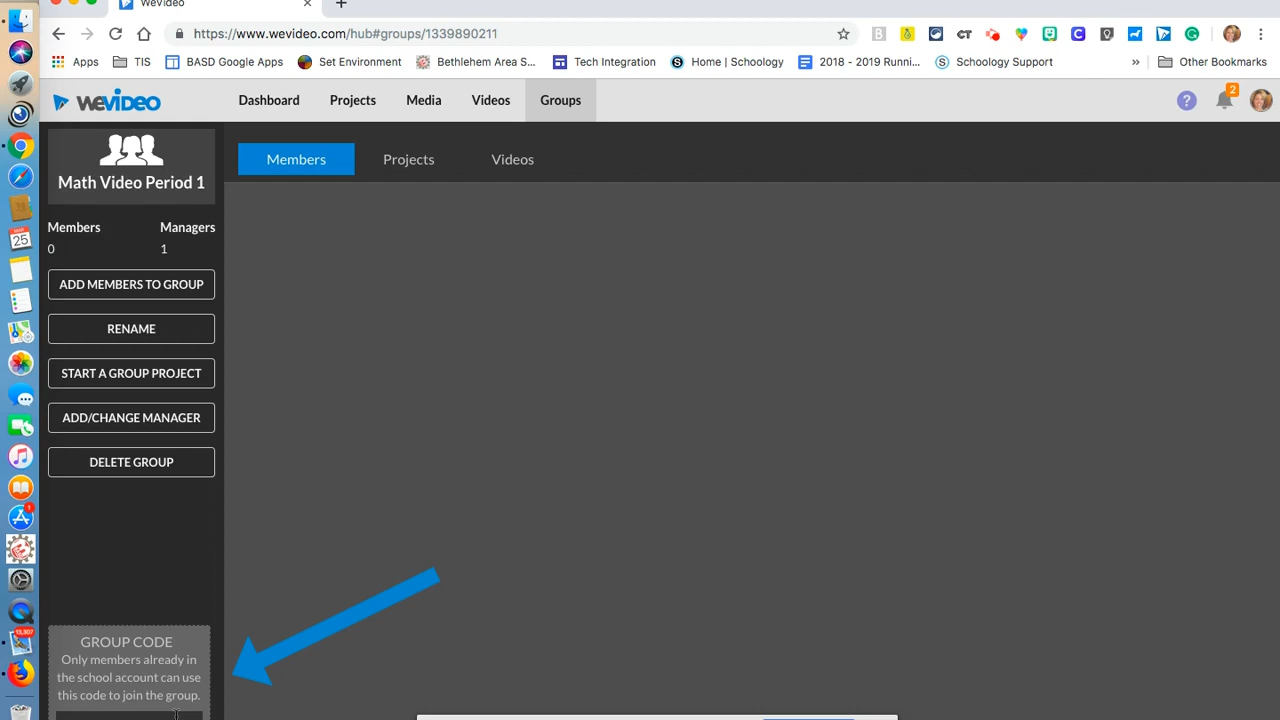 WeVideo
https://www.wevideo.com/hub#groups/1339890211
Apps TIS BASD Google Apps Set Environment Bethlehem Area S... Tech Integration Home | Schoology 2018 - 2019 Runni... Schoology Support » Other Bookmarks
WEVIDEO Dashboard Projects Media Videos Groups ? 2
Math Video Period 1
Members Projects Videos
Members Managers
0 1
ADD MEMBERS TO GROUP
RENAME
START A GROUP PROJECT
ADD/CHANGE MANAGER
DELETE GROUP
GROUP CODE
Only members already in
the school account can use
this code to join the group.